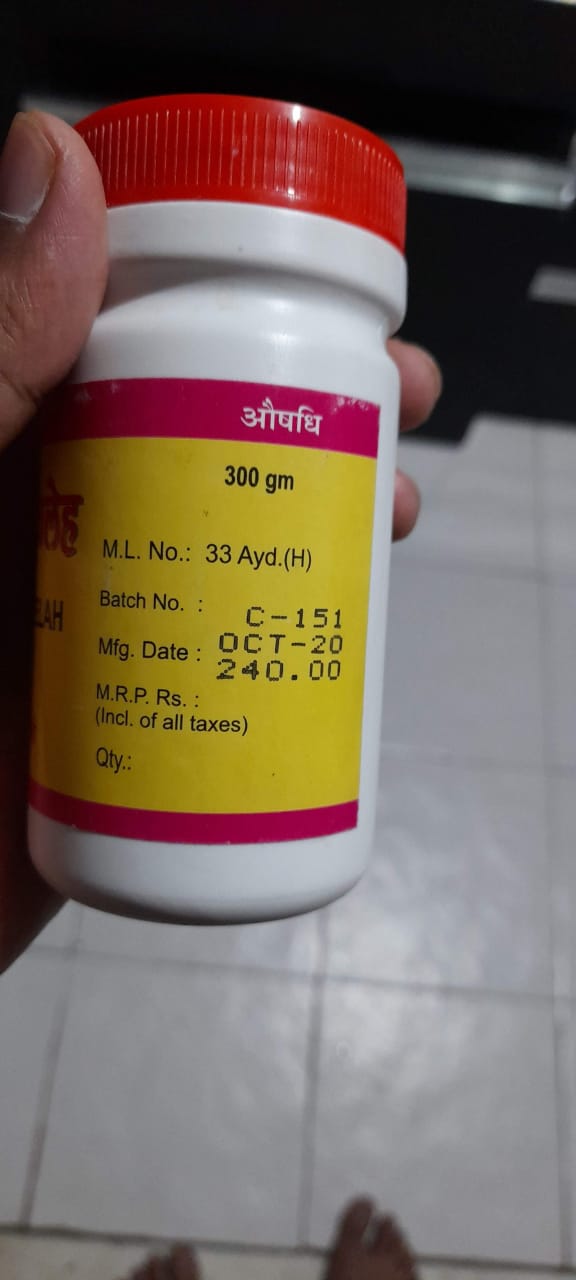 औषधि
300 gm
M.L. No.: 33 Ayd.(H)
Batch No. : C-151
Mfg. Date : OCT-20
M.R.P. Rs. : 240.00
(Incl. of all taxes)
Qty.: